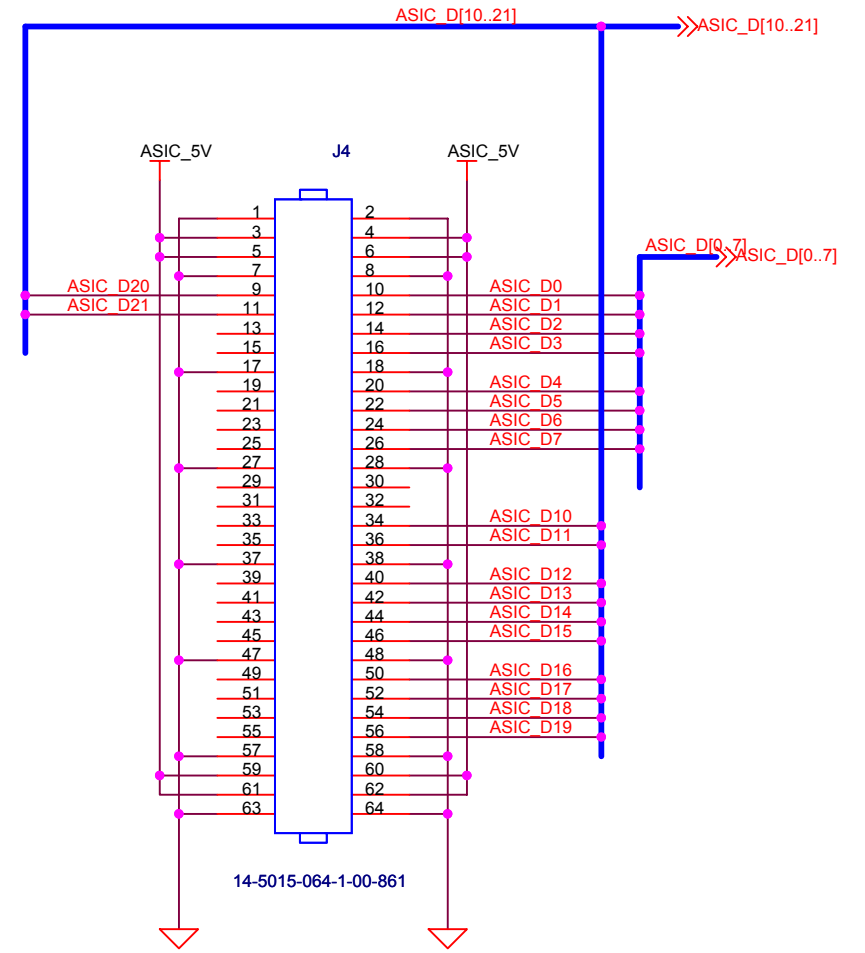 ASIC_D[10..21]
ASIC_D[10..21]
ASIC_5V J4 ASIC_5V
1 2
3 4
ASIC_D[0..7] ASIC_D[0..7]
5 6
7 8
ASIC_D20 9 10 ASIC_D0
ASIC_D21 11 12 ASIC_D1
13 14 ASIC_D2
15 16 ASIC_D3
17 18
19 20 ASIC_D4
21 22 ASIC_D5
23 24 ASIC_D6
25 26 ASIC_D7
27 28
29 30
31 32
33 34 ASIC_D10
35 36 ASIC_D11
37 38
39 40 ASIC_D12
41 42 ASIC_D13
43 44 ASIC_D14
45 46 ASIC_D15
47 48
49 50 ASIC_D16
51 52 ASIC_D17
53 54 ASIC_D18
55 56 ASIC_D19
57 58
59 60
61 62
63 64
14-5015-064-1-00-861